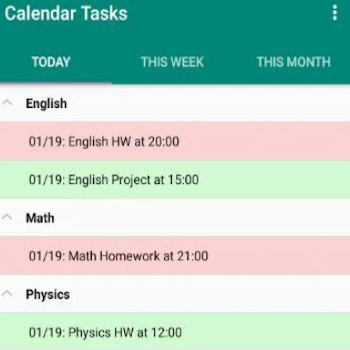 Calendar Tasks
TODAY THIS WEEK THIS MONTH
English
01/19: English HW at 20:00
01/19: English Project at 15:00
Math
01/19: Math Homework at 21:00
Physics
01/19: Physics HW at 12:00